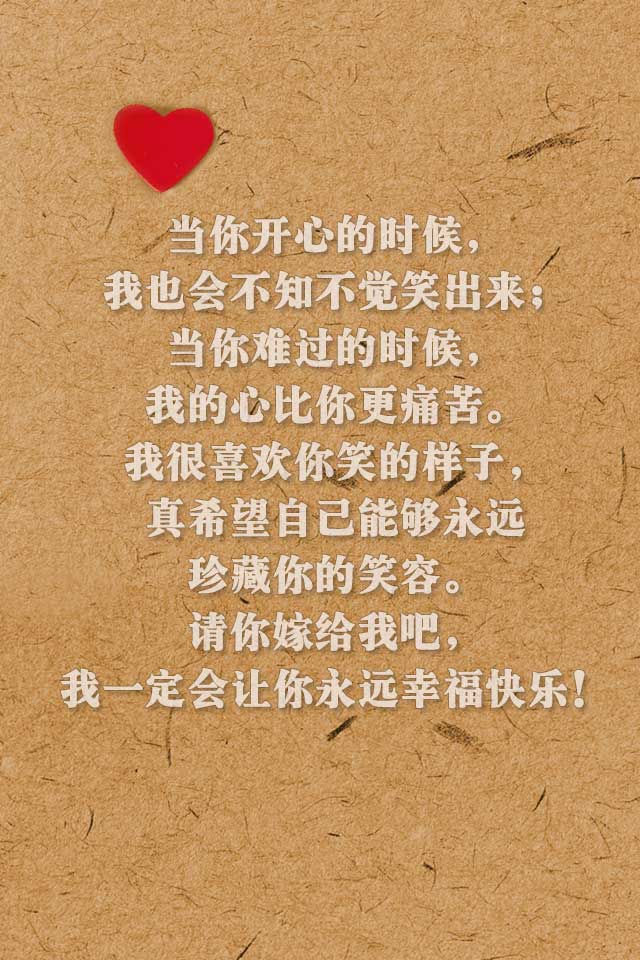 当你开心的时候，
我也会不知不觉笑出来；
当你难过的时候，
我的心比你更痛苦。
我很喜欢你笑的样子，
真希望自己能够永远
珍藏你的笑容。
请你嫁给我吧，
我一定会让你永远幸福快乐！